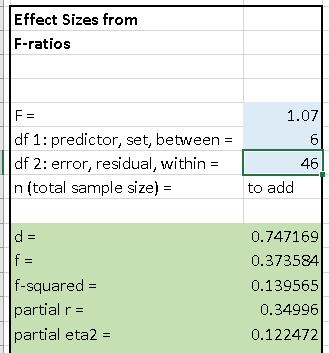 Effect Sizes from
F-ratios
F = 1.07
df 1: predictor, set, between = 6
df 2: error, residual, within = 46
n (total sample size) = to add
d = 0.747169
f = 0.373584
f-squared = 0.139565
partial r = 0.34996
partial eta2 = 0.122472